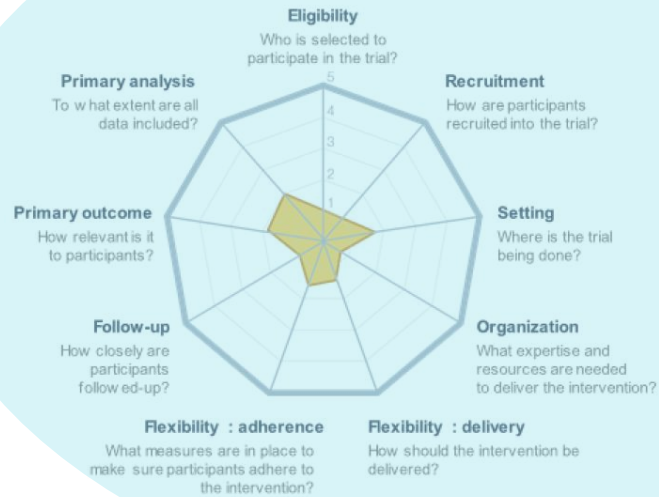 Eligibility
Who is selected to
participate in the trial?
Primary analysis
To what extent are all
data included?
Recruitment
How are participants
recruited into the trial?
5
4
3
2
1
Primary outcome
How relevant is it
to participants?
Setting
Where is the trial
being done?
Follow-up
How closely are
participants
followed-up?
Organization
What expertise and
resources are needed
to deliver the intervention?
Flexibility : adherence
What measures are in place to
make sure participants adhere to
the intervention?
Flexibility : delivery
How should the intervention be
delivered?